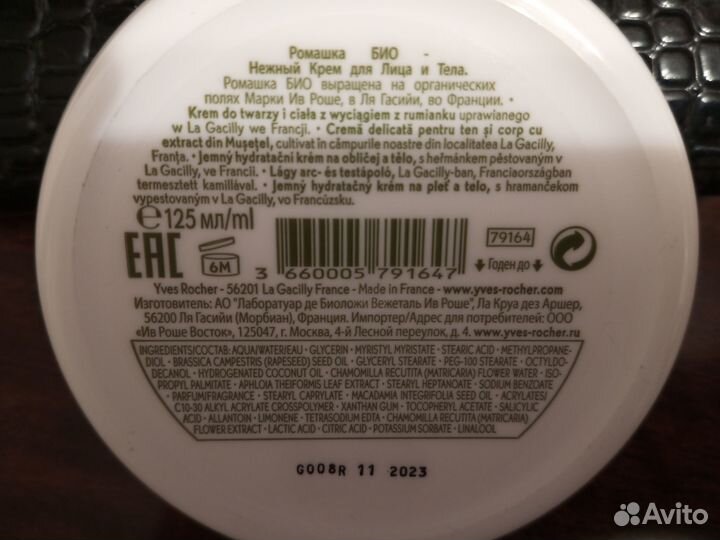 Ромашка БИО -
Нежный Крем для Лица и Тела.
Ромашка БИО выращена на органических
полях Марки Ив Роше, в Ля Гасийи, во Франции. •
Krem do twarzy i ciała z wyciągiem z rumianku uprawianego
w La Gacilly we Francji. • Cremă delicată pentru ten şi corp cu
extract din Muşeţel, cultivat în câmpurile noastre din localitatea La Gacilly,
Franţa. • Jemný hydratační krém na obličej a tělo, s heřmánkem pěstovaným v
La Gacilly, ve Francii. • Lágy arc- és testápoló, La Gacilly-ban, Franciaországban
termesztett kamillával. • Jemný hydratačný krém na pleť a telo, s hramančekom
vypestovaným v La Gacilly, vo Francúzsku.
℮ 125 мл/ml
EAC 6M 3 660005 791647 79164 Годен до
Yves Rocher - 56201 La Gacilly France - Made in France - www.yves-rocher.com
Изготовитель: АО "Лаборатуар де Биоложи Вежеталь Ив Роше", Ла Круа дез Аршер,
56200 Ля Гасийи (Морбиан), Франция. Импортер/Адрес для потребителей: ООО
«Ив Роше Восток», 125047, г. Москва, 4-й Лесной переулок, д. 4. www.yves-rocher.ru
INGREDIENTS/СОСТАВ: AQUA/WATER/EAU • GLYCERIN • MYRISTYL MYRISTATE • STEARIC ACID • METHYLPROPANE-
DIOL • BRASSICA CAMPESTRIS (RAPESEED) SEED OIL • GLYCERYL STEARATE • PEG-100 STEARATE • OCTYLDO-
DECANOL • HYDROGENATED COCONUT OIL • CHAMOMILLA RECUTITA (MATRICARIA) FLOWER WATER • ISO-
PROPYL PALMITATE • APHLOIA THEIFORMIS LEAF EXTRACT • STEARYL HEPTANOATE • SODIUM BENZOATE
• PARFUM/FRAGRANCE • STEARYL CAPRYLATE • MACADAMIA INTEGRIFOLIA SEED OIL • ACRYLATES/
C10-30 ALKYL ACRYLATE CROSSPOLYMER • XANTHAN GUM • TOCOPHERYL ACETATE • SALICYLIC
ACID • ALLANTOIN • LIMONENE • TETRASODIUM EDTA • CHAMOMILLA RECUTITA (MATRICARIA)
FLOWER EXTRACT • LACTIC ACID • CITRIC ACID • POTASSIUM SORBATE • LINALOOL
G008R 11 2023
Avito